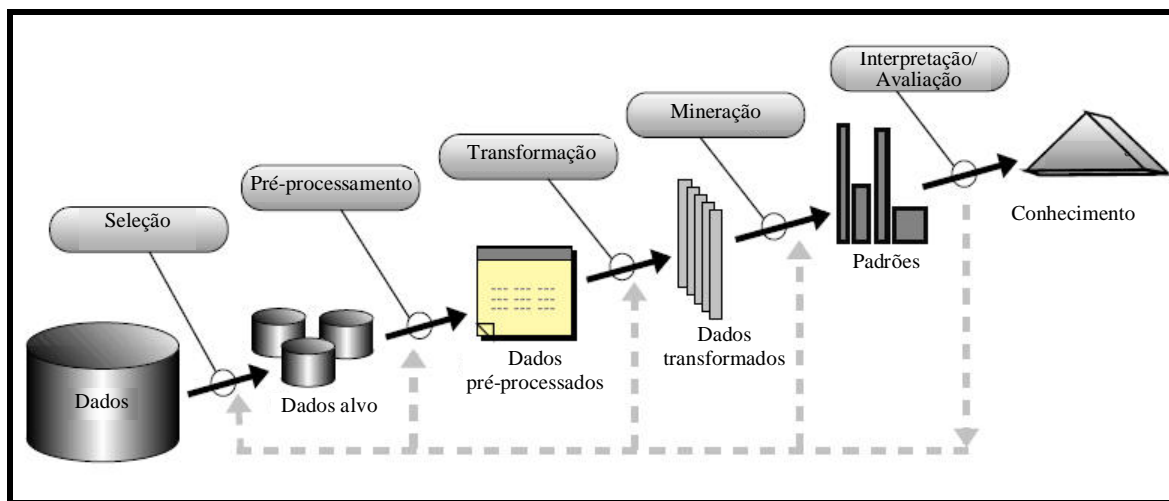 Interpretação/
Avaliação
Mineração
Transformação
Pré-processamento
Seleção
Conhecimento
Padrões
Dados
transformados
Dados
pré-processados
Dados alvo
Dados